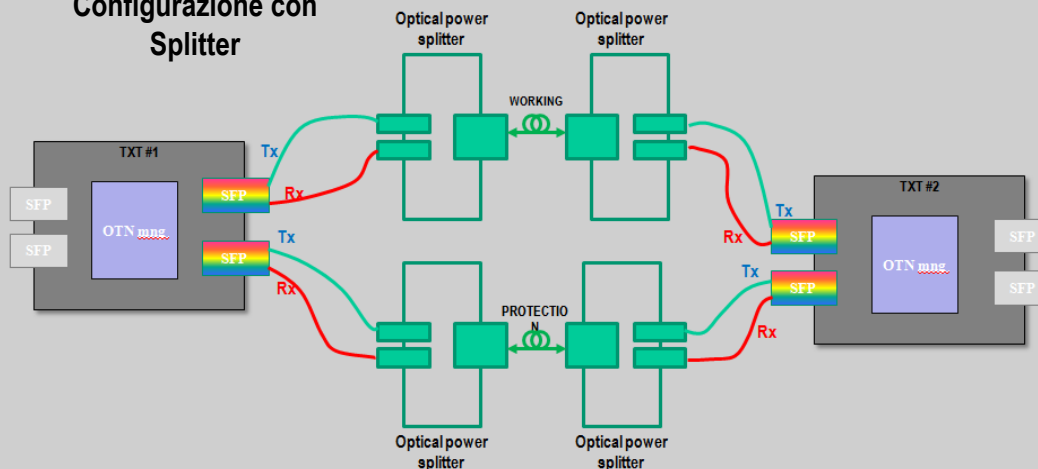 Configurazione con
Splitter
Optical power
splitter
Optical power
splitter
WORKING
TXT #1
Tx
Rx
SFP
SFP
OTN mng
SFP
SFP
Tx
Rx
TXT #2
Tx
Rx
SFP
SFP
OTN mng
SFP
SFP
Tx
Rx
PROTECTIO
N
Optical power
splitter
Optical power
splitter